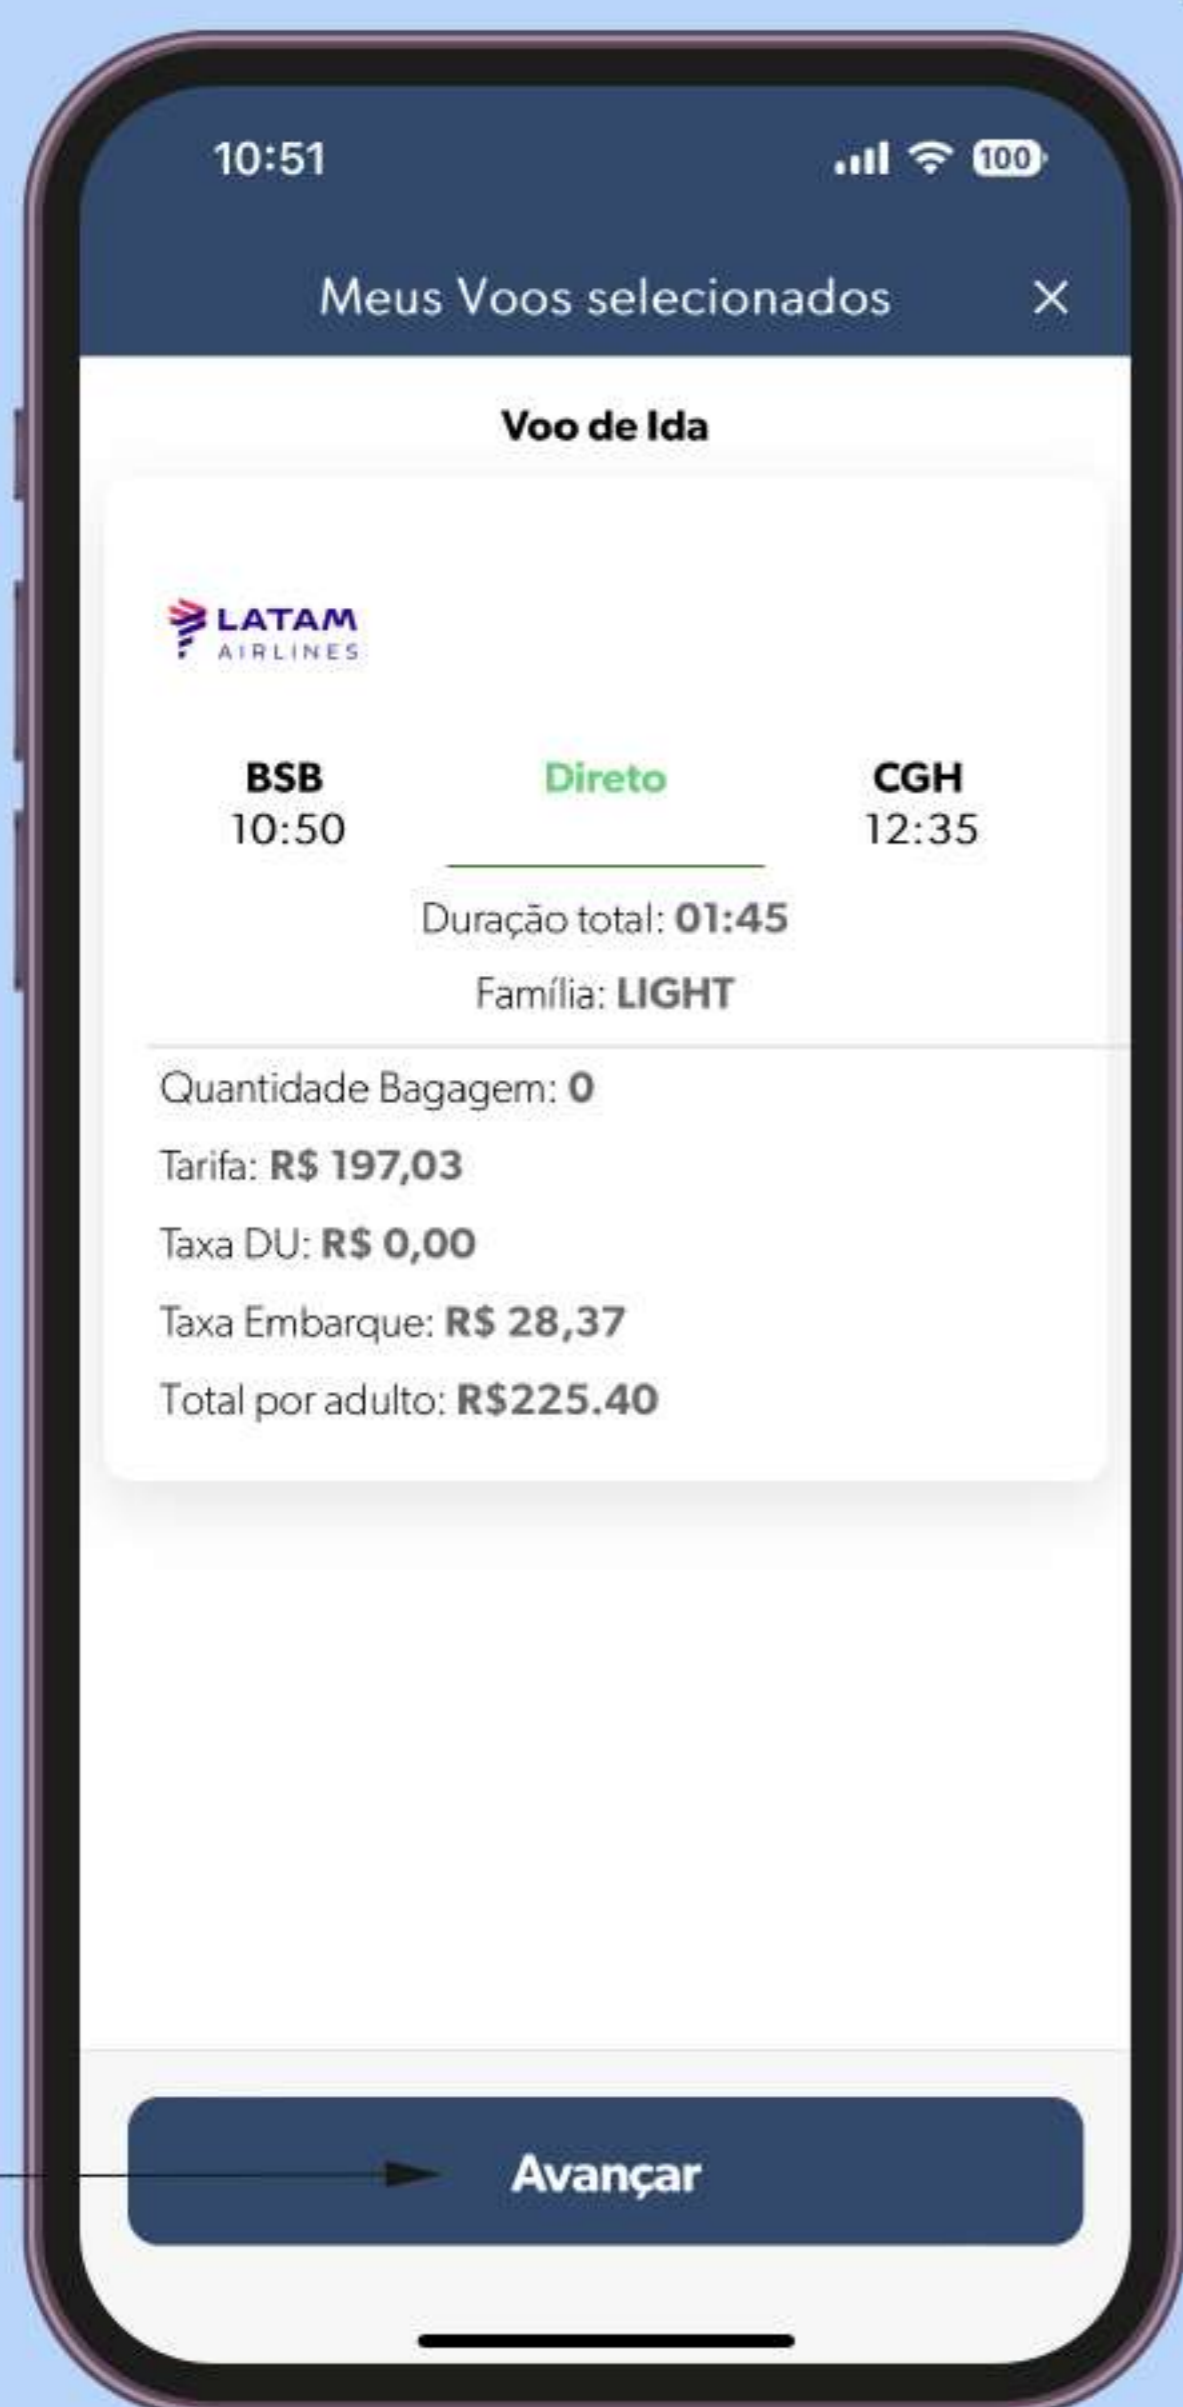 10:51 100
Meus Voos selecionados
Voo de Ida
LATAM
AIRLINES
BSB Direto CGH
10:50 12:35
Duração total: 01:45
Família: LIGHT
Quantidade Bagagem: 0
Tarifa: R$ 197,03
Taxa DU: R$ 0,00
Taxa Embarque: R$ 28,37
Total por adulto: R$225.40
Avançar